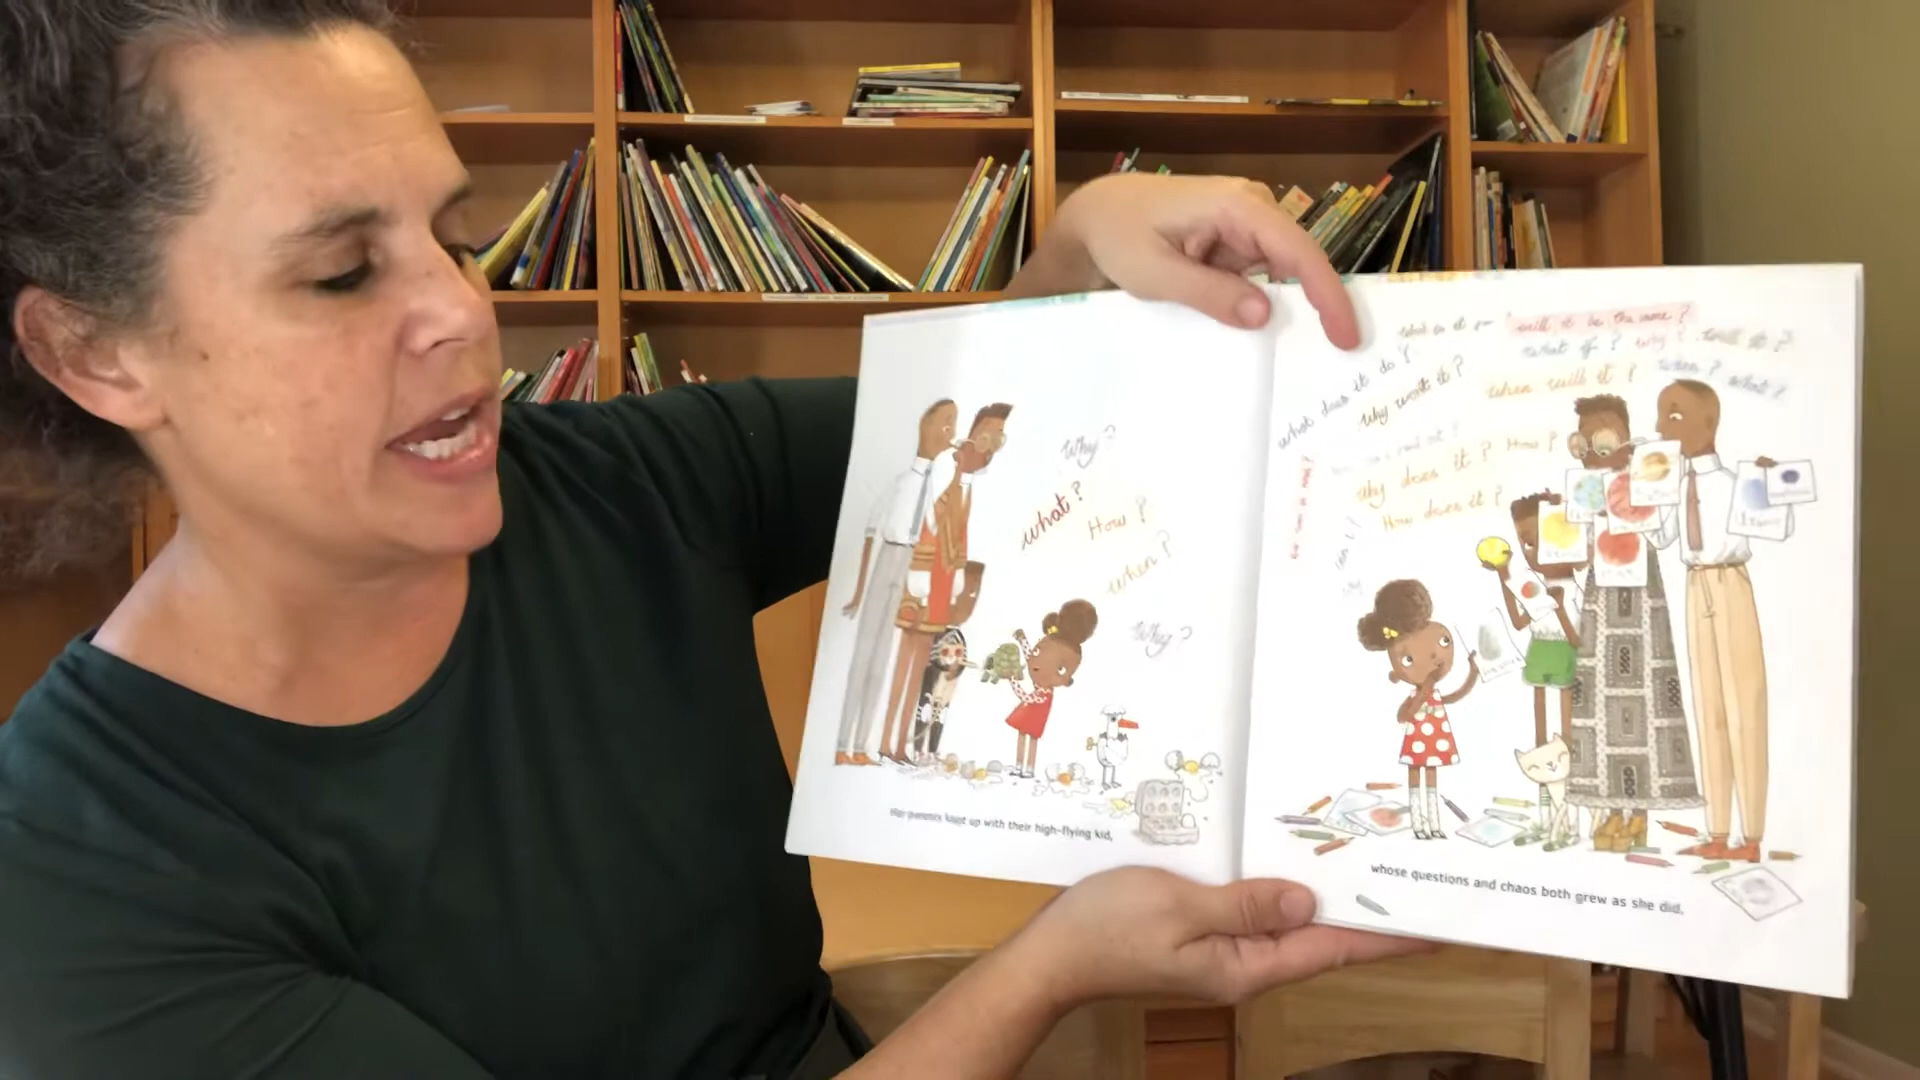 Why?
what?
How?
when?
Why?
Her parents kept up with their high-flying kid,
will it be the same?
what if? why? will it?
what does it do?
why won't it?
when will it?
when? what?
why does it? How?
How does it?
whose questions and chaos both grew as she did,